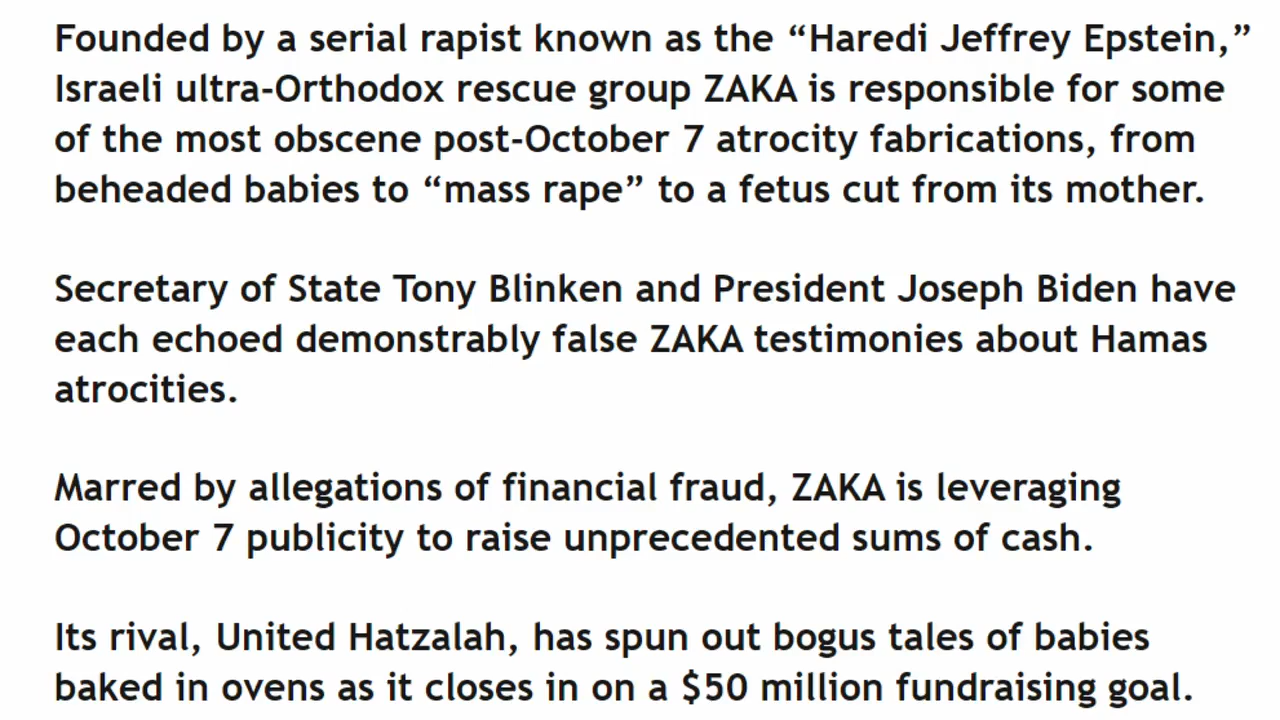 Founded by a serial rapist known as the “Haredi Jeffrey Epstein,”
Israeli ultra-Orthodox rescue group ZAKA is responsible for some
of the most obscene post-October 7 atrocity fabrications, from
beheaded babies to “mass rape” to a fetus cut from its mother.
Secretary of State Tony Blinken and President Joseph Biden have
each echoed demonstrably false ZAKA testimonies about Hamas
atrocities.
Marred by allegations of financial fraud, ZAKA is leveraging
October 7 publicity to raise unprecedented sums of cash.
Its rival, United Hatzalah, has spun out bogus tales of babies
baked in ovens as it closes in on a $50 million fundraising goal.